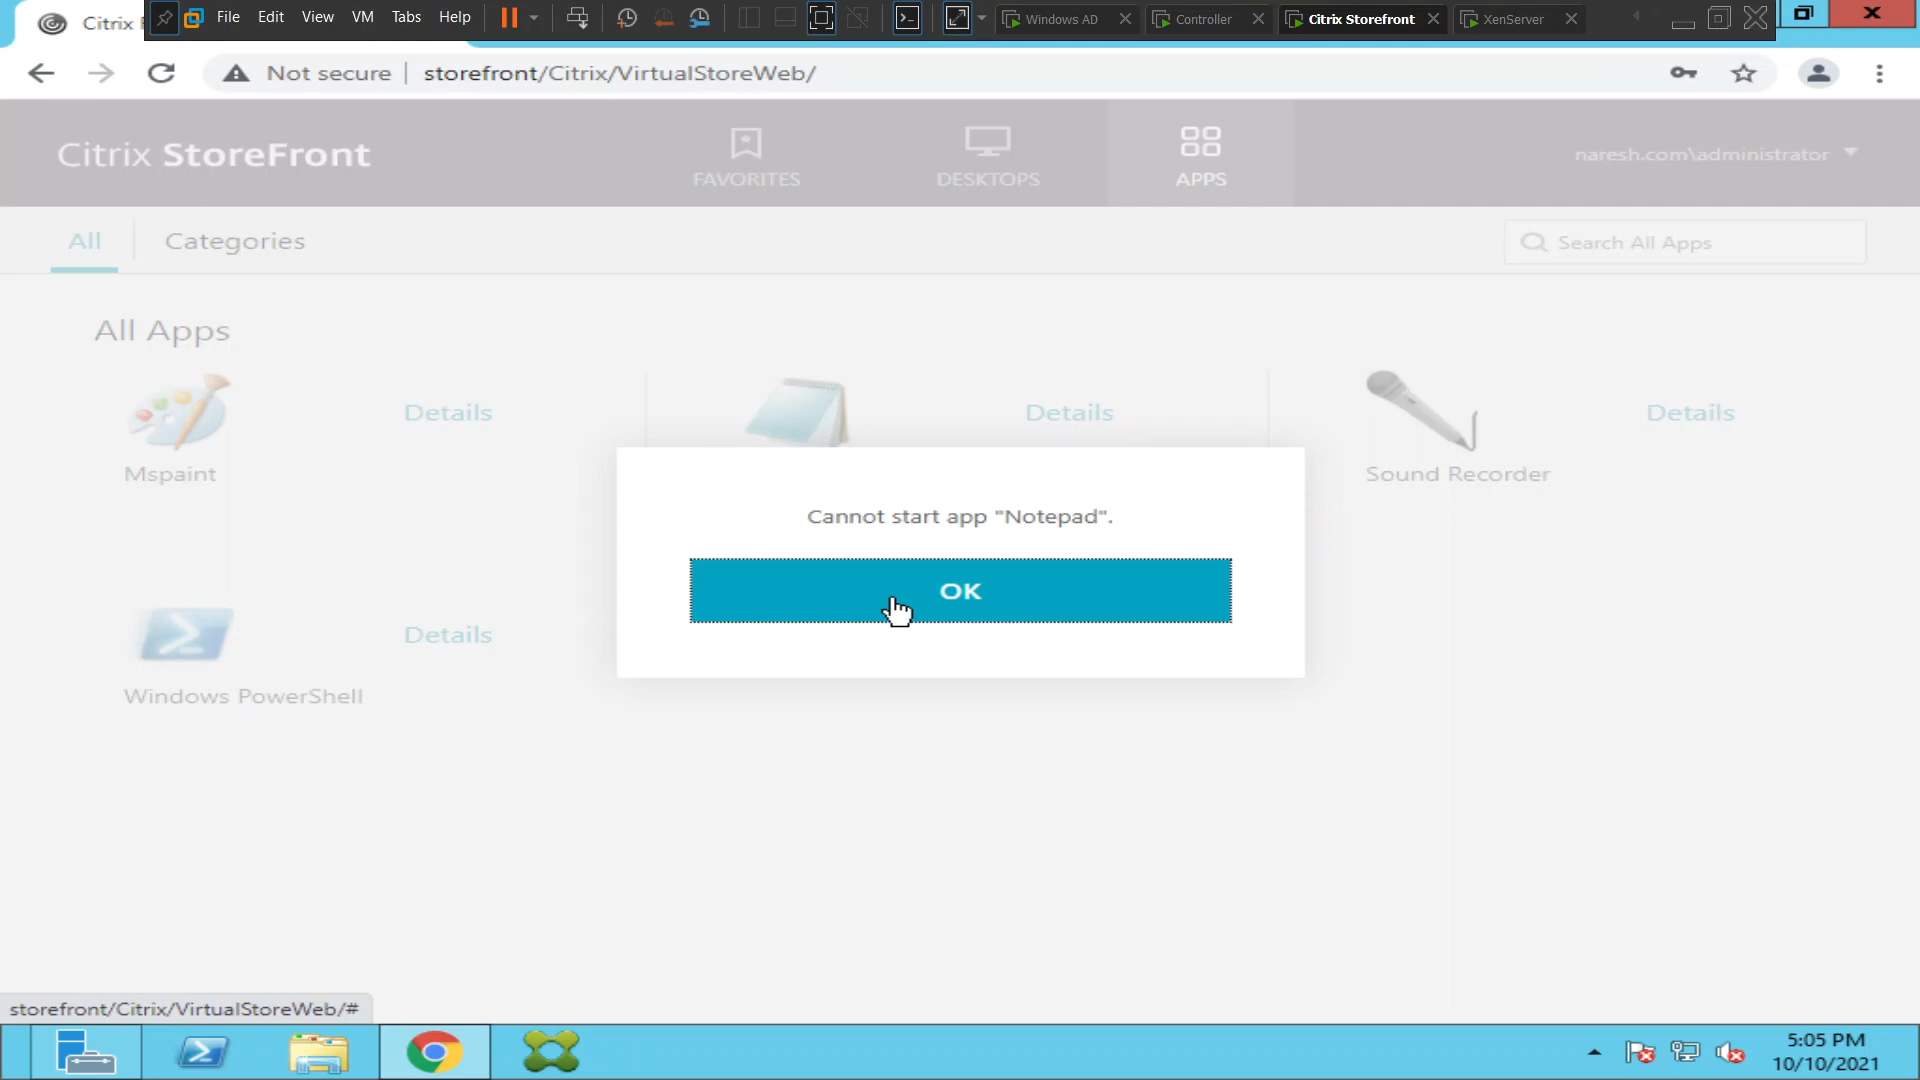 File Edit View VM Tabs Help
Windows AD
Controller
Citrix Storefront
XenServer
Citrix
Not secure storefront/Citrix/VirtualStoreWeb/
Citrix StoreFront
FAVORITES
DESKTOPS
APPS
naresh.com\administrator
All
Categories
Search All Apps
All Apps
Details
Details
Details
Mspaint
Sound Recorder
Cannot start app "Notepad".
OK
Details
Windows PowerShell
storefront/Citrix/VirtualStoreWeb/#
5:05 PM
10/10/2021